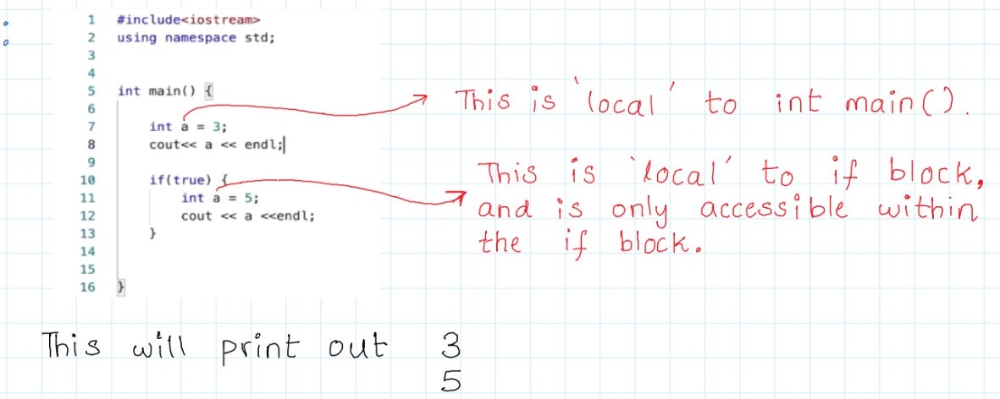 1 #include<iostream>
2 using namespace std;
3
4
5 int main() {
6
7 int a = 3;
8 cout<< a << endl;
9
10 if(true) {
11 int a = 5;
12 cout << a <<endl;
13 }
14
15
16 }
This is 'local' to int main().
This is `local' to if block,
and is only accessible within
the if block.
This will print out 3
5